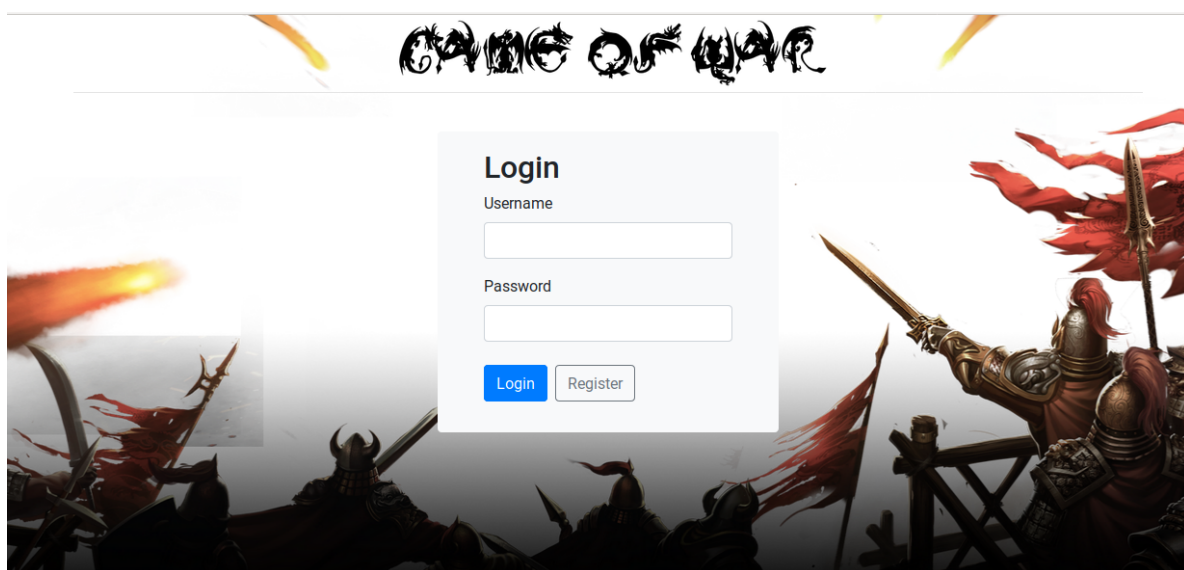 GAME OF WAR
Login
Username
Password
Login Register